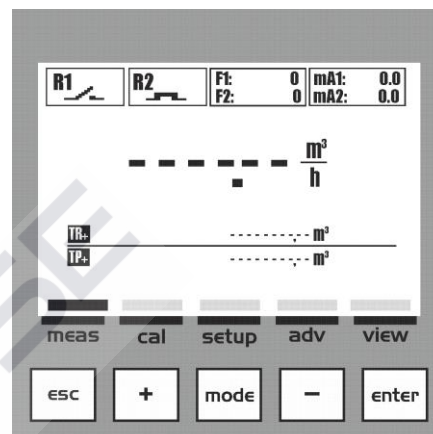 R1 R2 F1: 0 mA1: 0.0
F2: 0 mA2: 0.0
- - - - - -. m³/h
TR+ --------.-- m³
TP+ --------.-- m³
meas cal setup adv view
esc + mode - enter